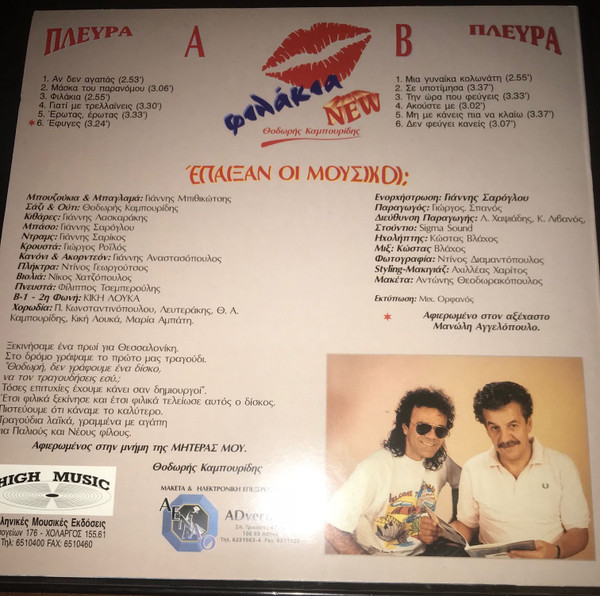 ΠΛΕΥΡΑ Α
Β ΠΛΕΥΡΑ
1. Αν δεν αγαπάς (2.53')
2. Μάσκα του παρανόμου (3.06')
3. Φιλάκια (2.55')
4. Γιατί με τρελλαίνεις (3.30')
5. Έρωτας, έρωτας (3.33')
* 6. Έφυγες (3.24')
φιλάκια
NEW
Θοδωρής Καμπουρίδης
1. Μια γυναίκα κολωνάτη (2.55')
2. Σε υποτίμησα (3.37')
3. Την ώρα που φεύγεις (3.33')
4. Ακούστε με (3.02')
5. Μη με κάνεις πια να κλαίω (3.37')
6. Δεν φεύγει κανείς (3.07')
ΈΠΑΙΞΑΝ ΟΙ ΜΟΥΣΙΚΟΙ:
Μπουζούκια & Μπαγλαμά: Γιάννης Μπιθικώτσης
Σάζι & Ούτι: Θοδωρής Καμπουρίδης
Κιθάρες: Γιάννης Λασκαράκης
Μπάσο: Γιάννης Σαρόγλου
Ντραμς: Γιάννης Σαρίκος
Κρουστά: Γιώργος Ροϊλός
Κανόνι & Ακορντεόν: Γιάννης Αναστασόπουλος
Πλήκτρα: Ντίνος Γεωργούτσος
Βιολιά: Νίκος Χατζόπουλος
Πνευστά: Φίλιππος Τσεμπερούλης
Β-1 - 2η Φωνή: ΚΙΚΗ ΛΟΥΚΑ
Χορωδία: Π. Κωνσταντινόπουλου, Λευτεράκης, Θ. Α.
Καμπουρίδης, Κική Λουκά, Μαρία Αμπάτη.
Ενορχήστρωση: Γιάννης Σαρόγλου
Παραγωγός: Γιώργος Σπανός
Διεύθυνση Παραγωγής: Λ. Χαψιάδης, Κ. Λιβανός,
Στούντιο: Sigma Sound
Ηχολήπτης: Κώστας Βλάχος
Μιξ: Κώστας Βλάχος
Φωτογραφία: Ντίνος Διαμαντόπουλος
Styling-Μακιγιάζ: Αχιλλέας Χαρίτος
Μακέτα: Αντώνης Θεοδωρακόπουλος
Εκτύπωση: Μιχ. Ορφανός
* Αφιερωμένο στον αξέχαστο
Μανώλη Αγγελόπουλο.
Ξεκινήσαμε ένα πρωί για Θεσσαλονίκη.
Στο δρόμο γράψαμε το πρώτο μας τραγούδι.
"Θοδωρή, δεν γράφουμε ένα δίσκο,
να τον τραγουδήσεις εσύ;
Τόσες επιτυχίες έχουμε κάνει σαν δημιουργοί".
Έτσι φιλικά ξεκίνησε και έτσι φιλικά τελείωσε αυτός ο δίσκος.
Πιστεύουμε ότι κάναμε το καλύτερο.
Τραγούδια λαϊκά, γραμμένα με αγάπη
για Παλιούς και Νέους φίλους.
Αφιερωμένος στην μνήμη της ΜΗΤΕΡΑΣ ΜΟΥ.
Θοδωρής Καμπουρίδης
HIGH MUSIC
Μουσικές Εκδόσεις
176 - ΧΟΛΑΡΓΟΣ 155.61
Τηλ: 6510400 FAX: 6510460
ΜΑΚΕΤΑ & ΗΛΕΚΤΡΟΝΙΚΗ
ΑΕΝ